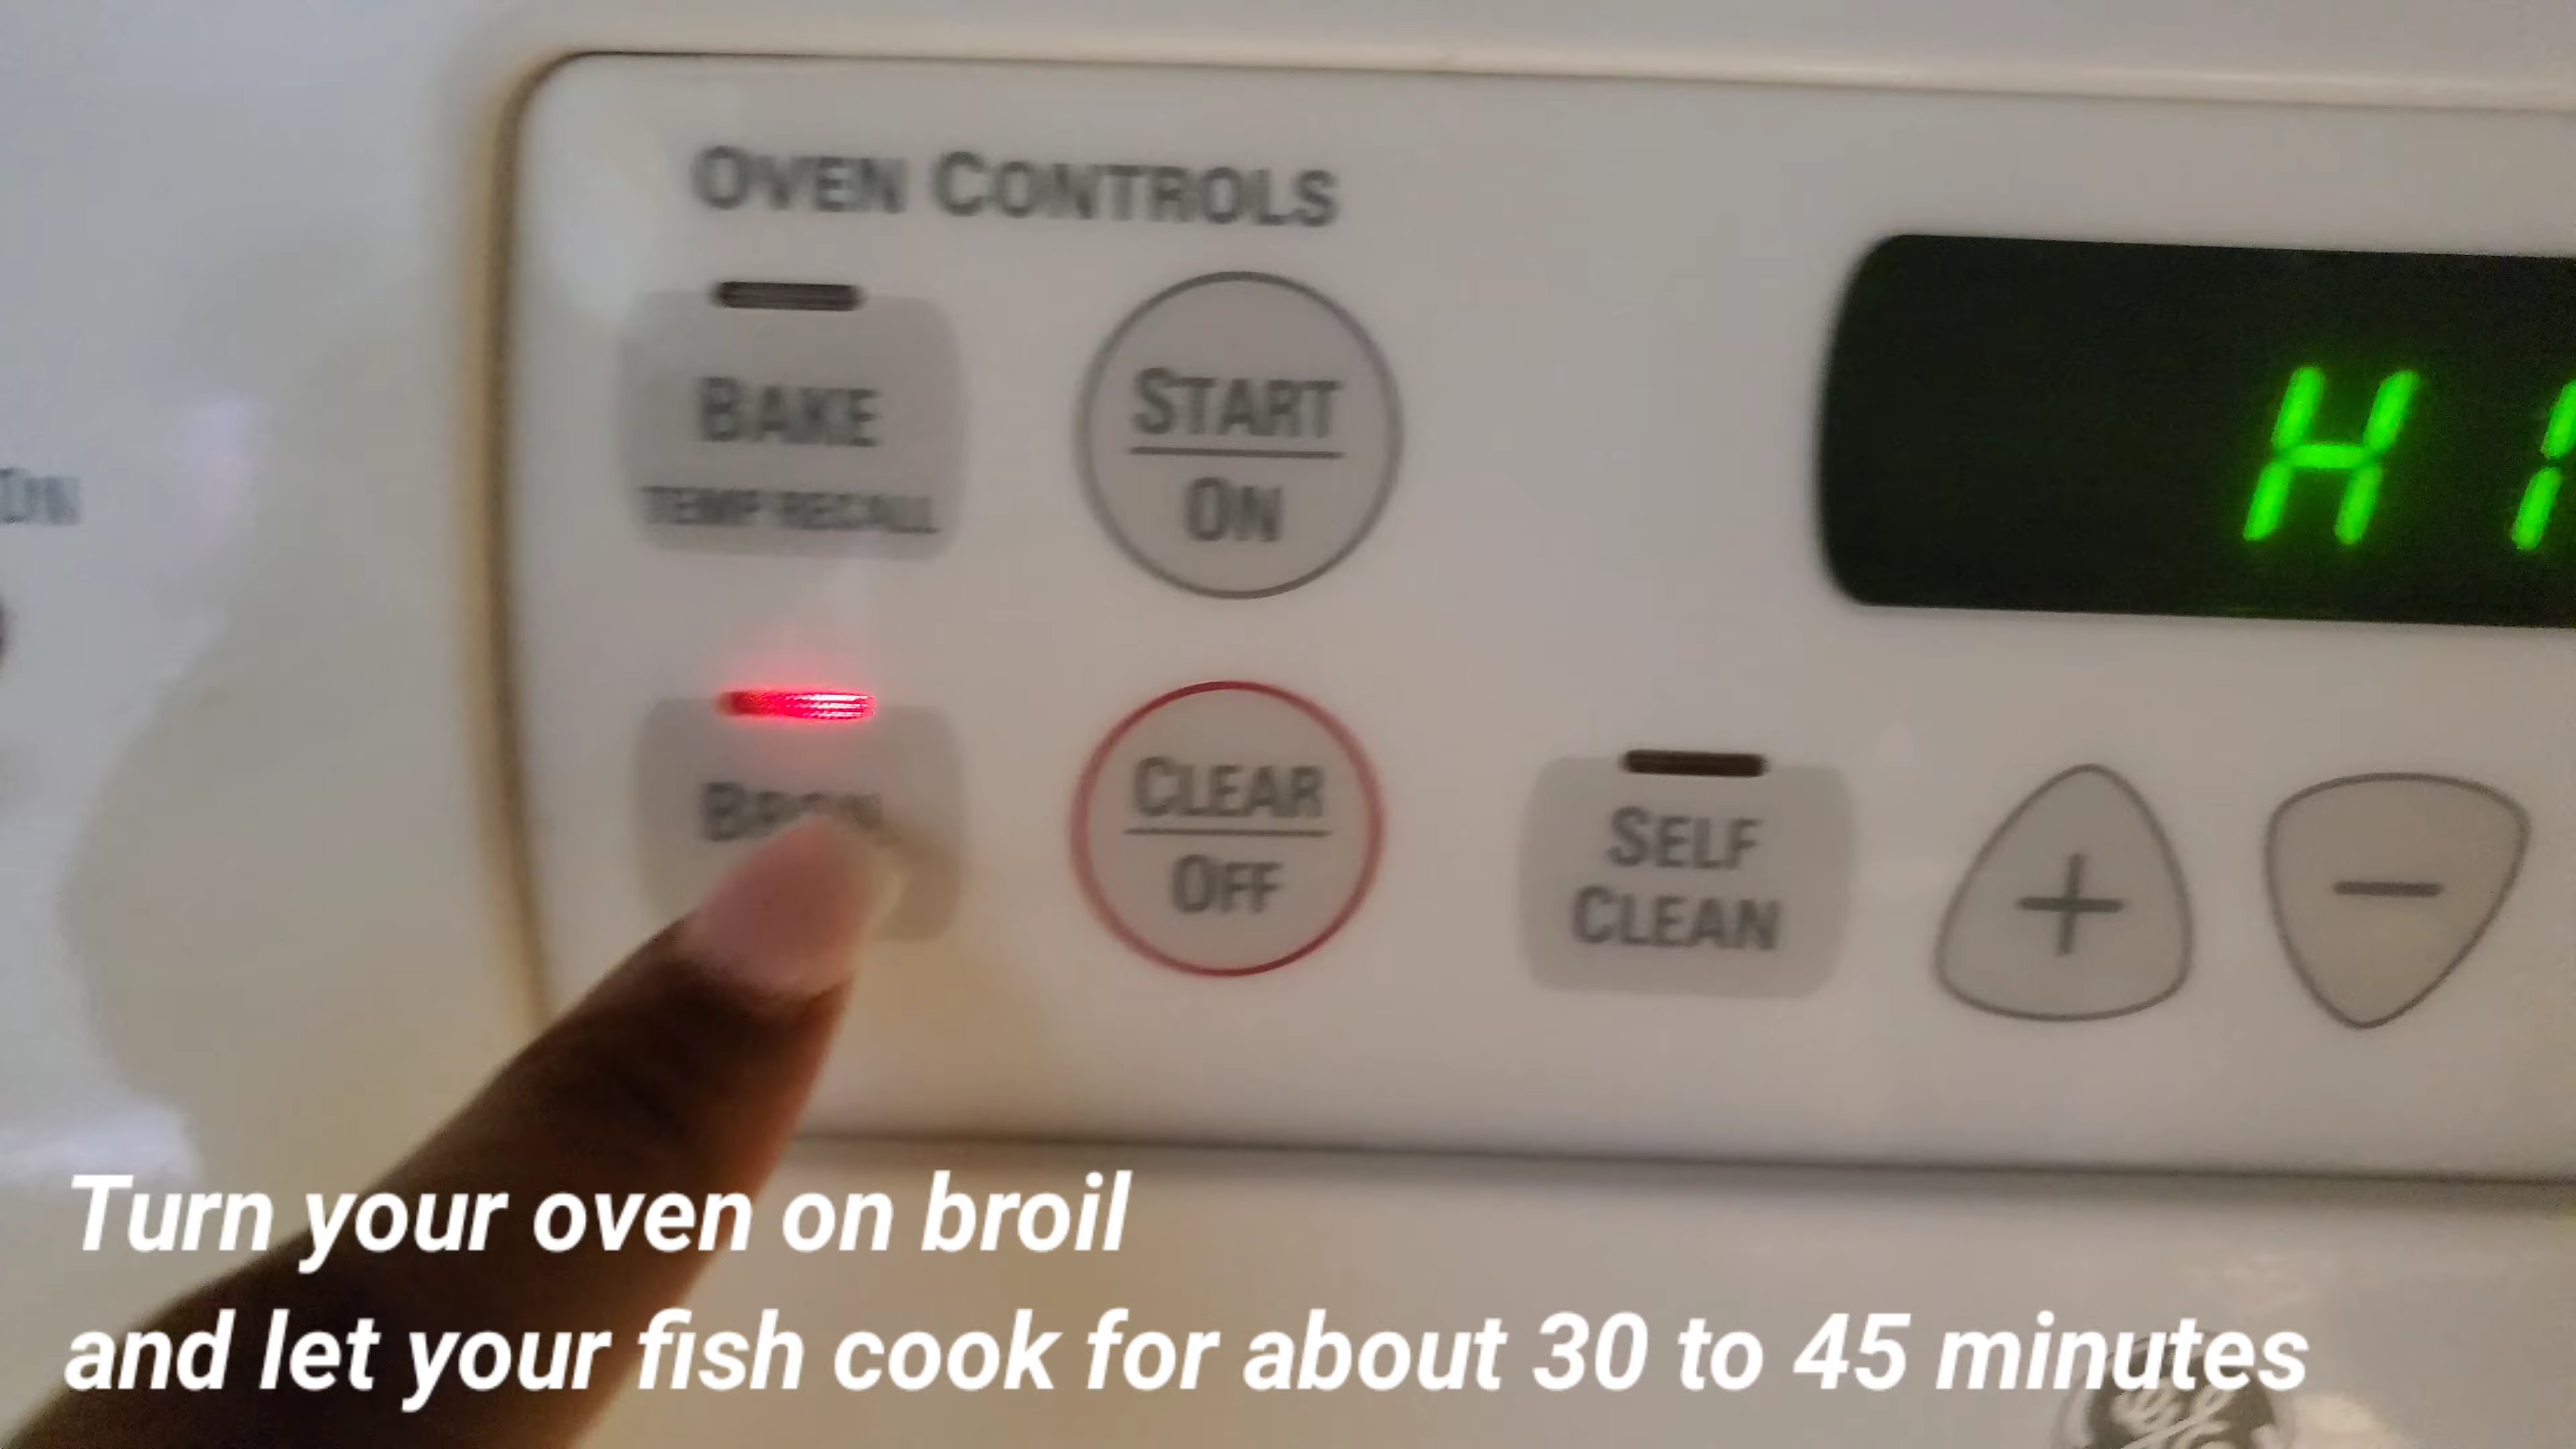 OVEN CONTROLS
BAKE
TEMP RECALL
START
ON
HI
CLEAR
OFF
SELF
CLEAN
+
−
Turn your oven on broil
and let your fish cook for about 30 to 45 minutes